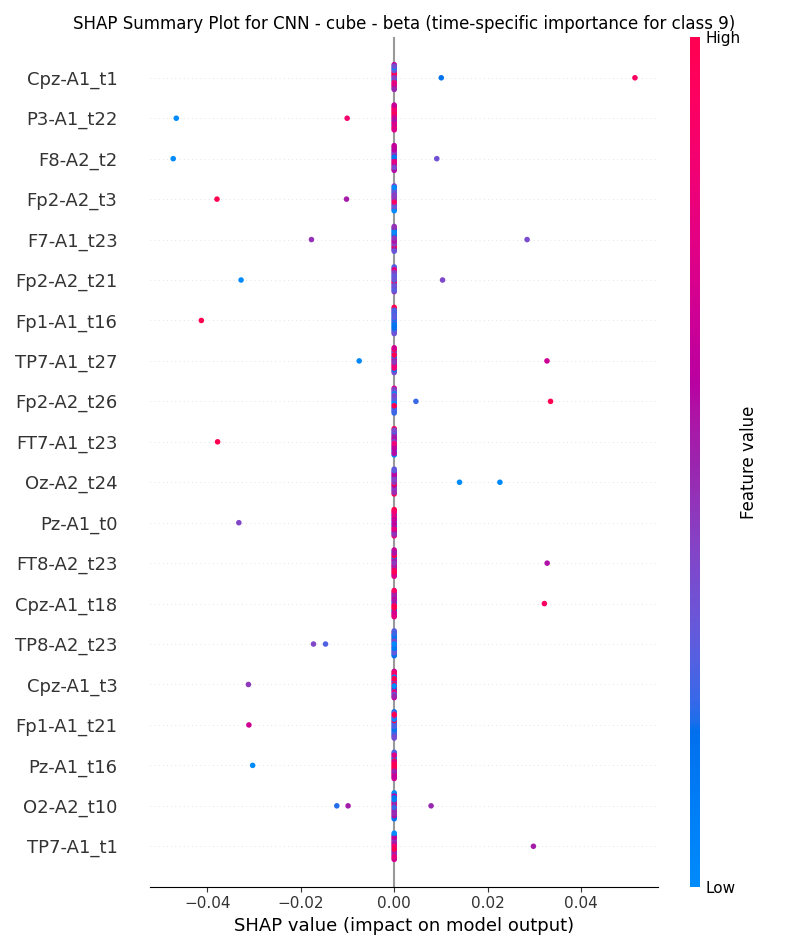 SHAP Summary Plot for CNN - cube - beta (time-specific importance for class 9)
High
Cpz-A1_t1
P3-A1_t22
F8-A2_t2
Fp2-A2_t3
F7-A1_t23
Fp2-A2_t21
Fp1-A1_t16
TP7-A1_t27
Fp2-A2_t26
FT7-A1_t23
Oz-A2_t24
Pz-A1_t0
FT8-A2_t23
Cpz-A1_t18
TP8-A2_t23
Cpz-A1_t3
Fp1-A1_t21
Pz-A1_t16
O2-A2_t10
TP7-A1_t1
Feature value
Low
−0.04 −0.02 0.00 0.02 0.04
SHAP value (impact on model output)